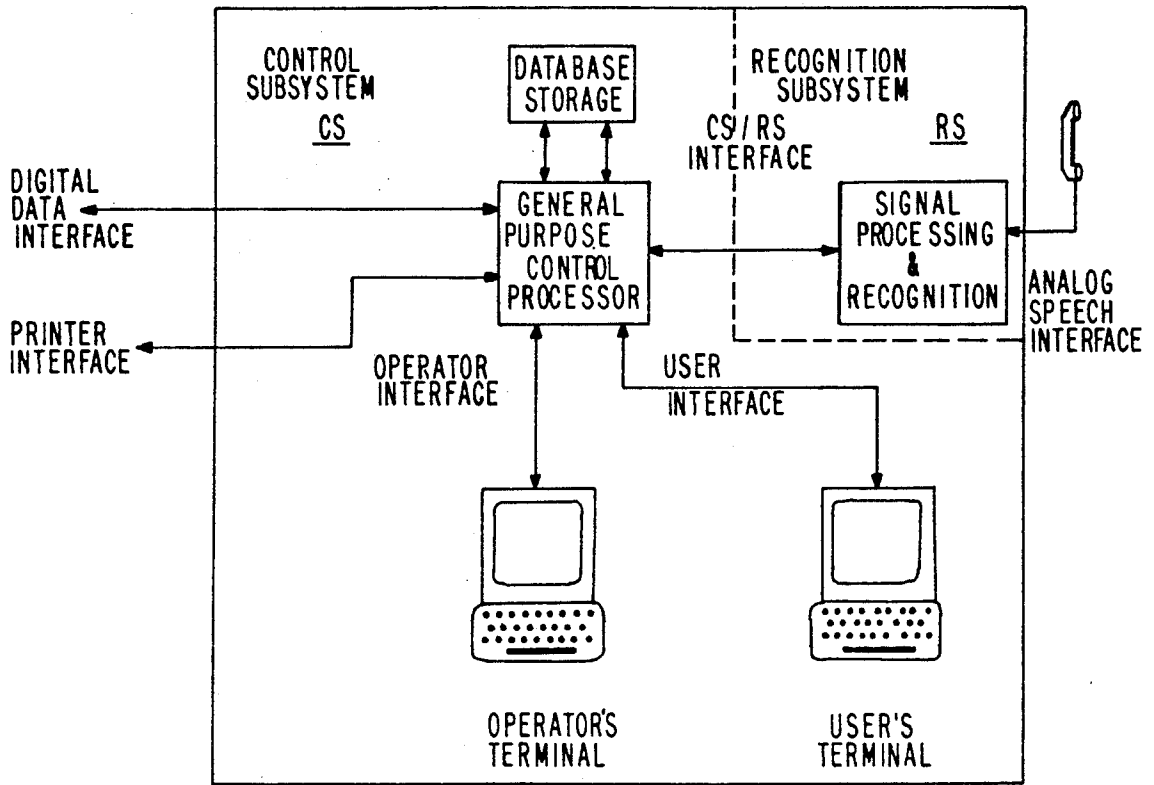 CONTROL
SUBSYSTEM
CS
DATABASE
STORAGE
RECOGNITION
SUBSYSTEM
RS
CS/RS
INTERFACE
DIGITAL
DATA
INTERFACE
GENERAL
PURPOSE
CONTROL
PROCESSOR
SIGNAL
PROCESSING
&
RECOGNITION
ANALOG
SPEECH
INTERFACE
PRINTER
INTERFACE
OPERATOR
INTERFACE
USER
INTERFACE
OPERATOR'S
TERMINAL
USER'S
TERMINAL